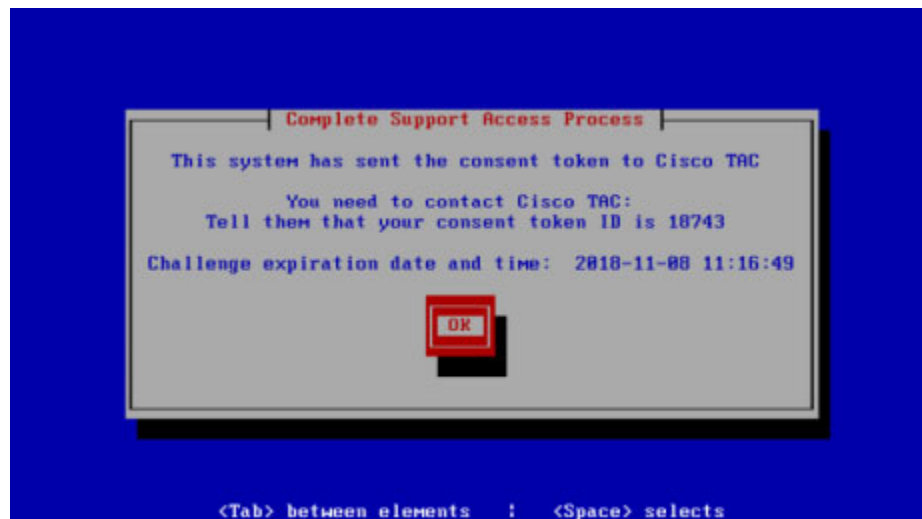 Complete Support Access Process
This system has sent the consent token to Cisco TAC
You need to contact Cisco TAC:
Tell them that your consent token ID is 18743
Challenge expiration date and time: 2018-11-08 11:16:49
OK
<Tab> between elements | <Space> selects